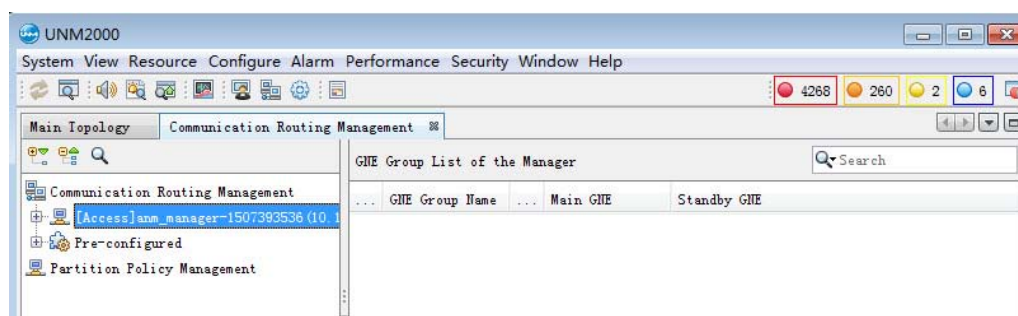 UNM2000
System View Resource Configure Alarm Performance Security Window Help
4268 260 2 6
Main Topology Communication Routing Management
GNE Group List of the Manager Search
Communication Routing Management
... GNE Group Name ... Main GNE Standby GNE
[Access]anm_manager-1507393536(10.1
Pre-configured
Partition Policy Management